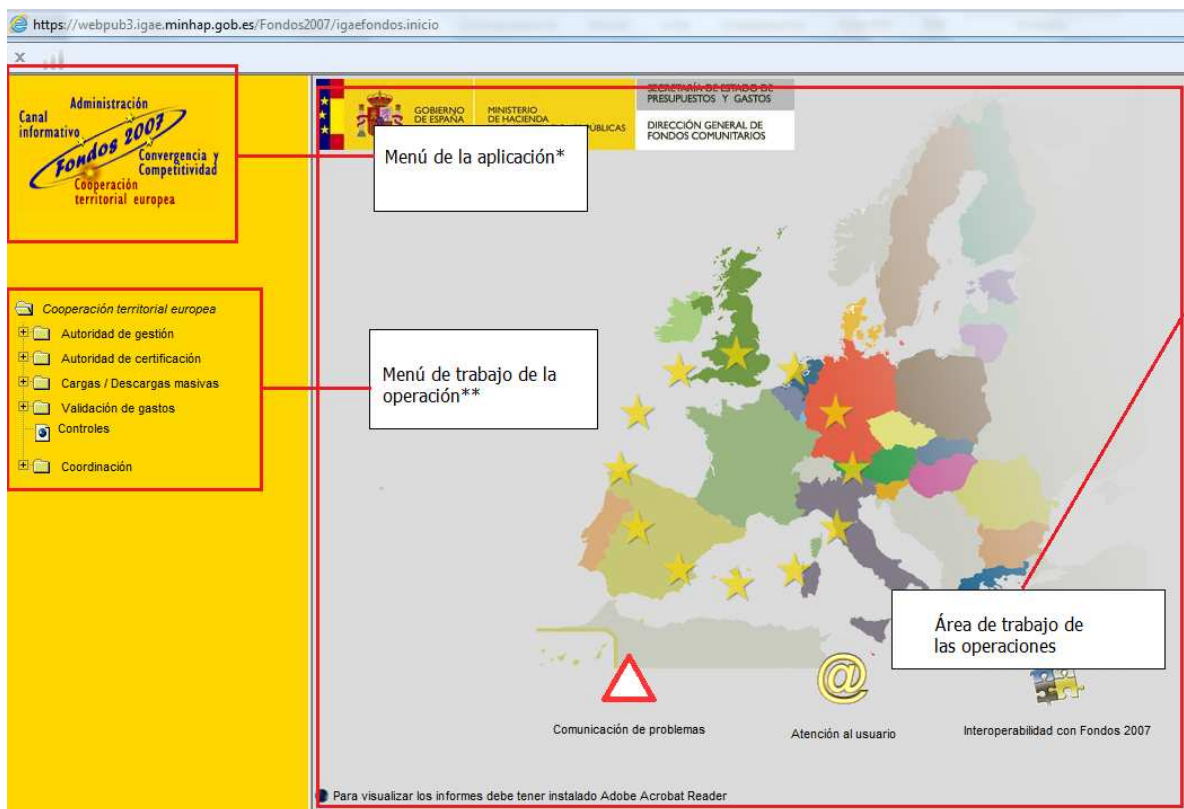 https://webpub3.igae.minhap.gob.es/Fondos2007/igaefondos.inicio
x
Administración
Canal
informativo
Fondos 2007
Convergencia y
Competitividad
Cooperación
territorial europea
GOBIERNO
DE ESPAÑA
MINISTERIO
DE HACIENDA
PÚBLICAS
SECRETARÍA DE ESTADO DE
PRESUPUESTOS Y GASTOS
DIRECCIÓN GENERAL DE
FONDOS COMUNITARIOS
Menú de la aplicación*
Cooperación territorial europea
Autoridad de gestión
Autoridad de certificación
Cargas / Descargas masivas
Validación de gastos
Controles
Coordinación
Menú de trabajo de la
operación**
Área de trabajo de
las operaciones
@
Comunicación de problemas
Atención al usuario
Interoperabilidad con Fondos 2007
Para visualizar los informes debe tener instalado Adobe Acrobat Reader